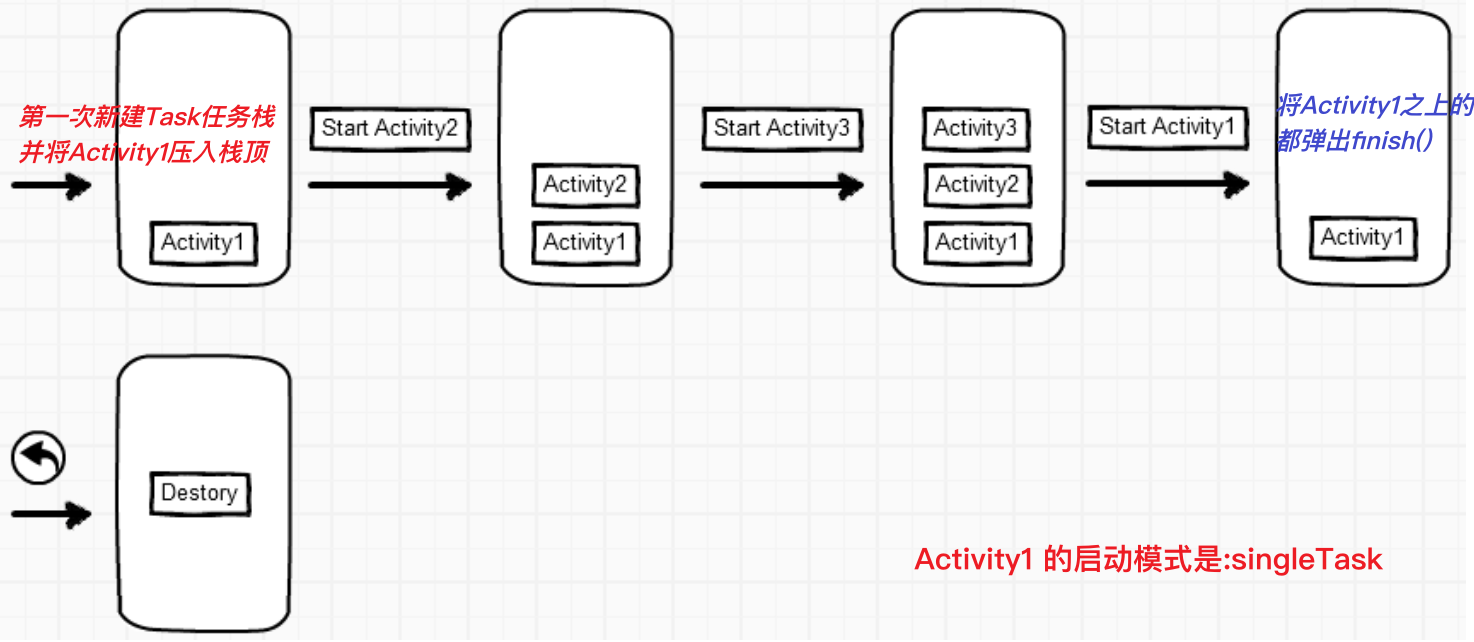 第一次新建Task任务栈
并将Activity1压入栈顶
Activity1
Start Activity2
Activity2
Activity1
Start Activity3
Activity3
Activity2
Activity1
Start Activity1
将Activity1之上的
都弹出finish()
Activity1
Destory
Activity1 的启动模式是:singleTask